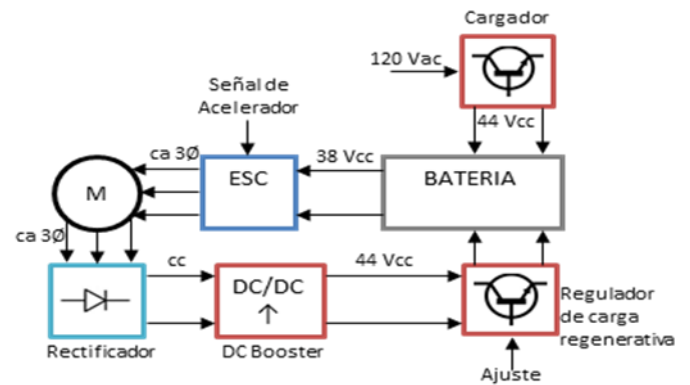 Cargador
120 Vac
Señal de
Acelerador
44 Vcc
ca 3Ø
38 Vcc
ESC
BATERIA
M
ca 3Ø
cc
44 Vcc
DC/DC
↑
Regulador
de carga
regenerativa
Rectificador
DC Booster
Ajuste